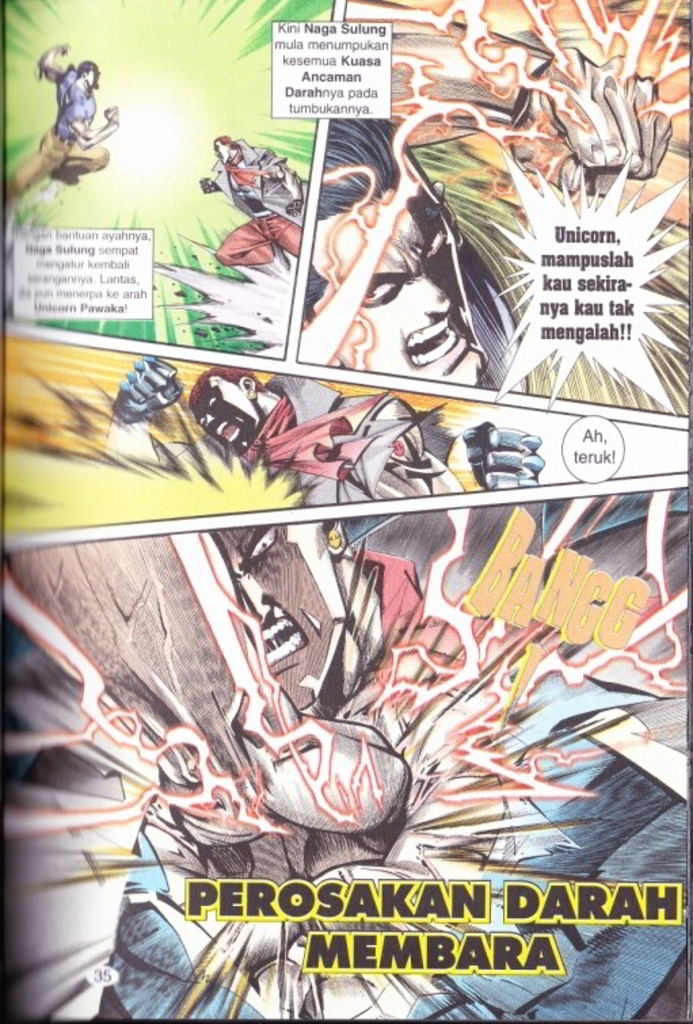 Kini Naga Sulung
mula menumpukan
kesemua Kuasa
Ancaman
Darahnya pada
tumbukannya.
bantuan ayahnya,
Naga Sulung sempat
mengatur kembali
serangannya. Lantas,
dia pun menerpa ke arah
Unicorn Pawaka!
Unicorn,
mampuslah
kau sekira-
nya kau tak
mengalah!!
Ah,
teruk!
BANGG
!
PEROSAKAN DARAH
MEMBARA
35